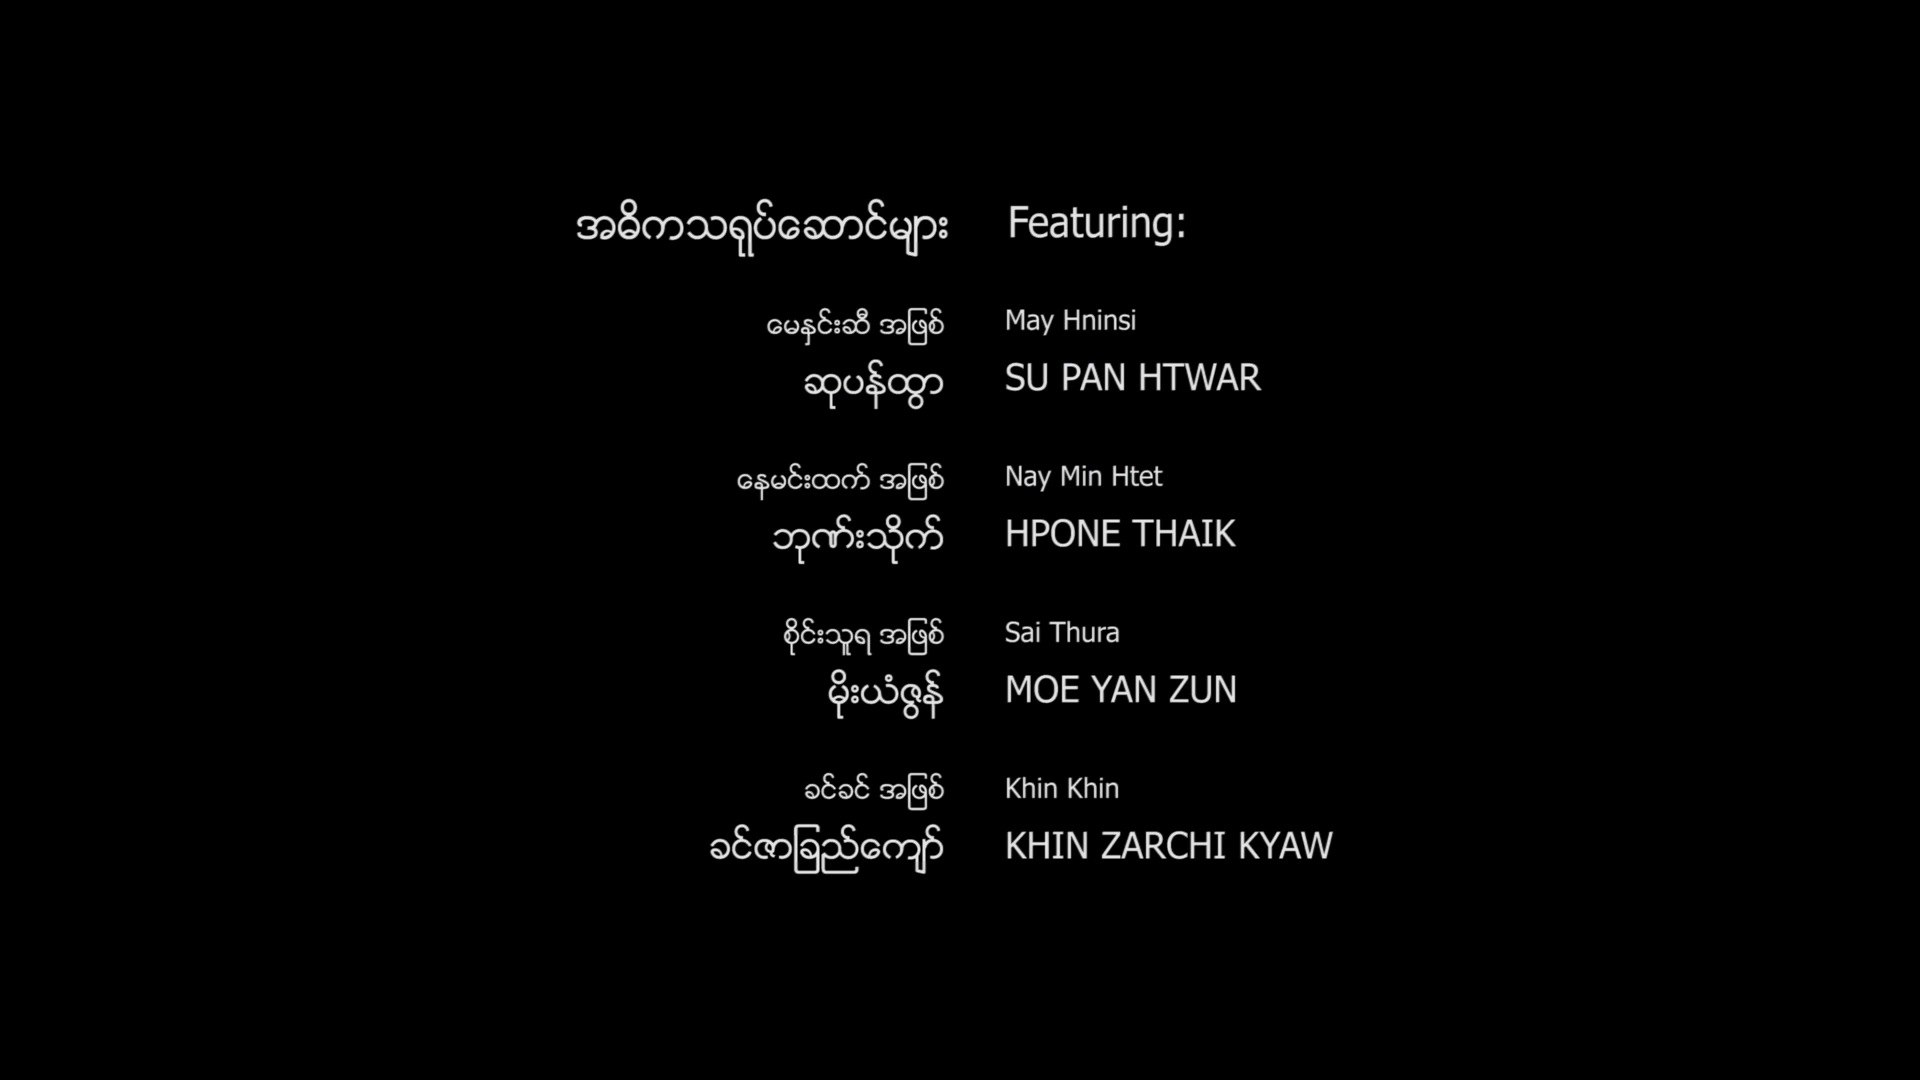 အဓိကသရုပ်ဆောင်များ Featuring:
မေနှင်းဆီ အဖြစ် May Hninsi
ဆုပန်ထွာ SU PAN HTWAR
နေမင်းထက် အဖြစ် Nay Min Htet
ဘုဏ်းသိုက် HPONE THAIK
စိုင်းသူရ အဖြစ် Sai Thura
မိုးယံဇွန် MOE YAN ZUN
ခင်ခင် အဖြစ် Khin Khin
ခင်ဇာခြည်ကျော် KHIN ZARCHI KYAW